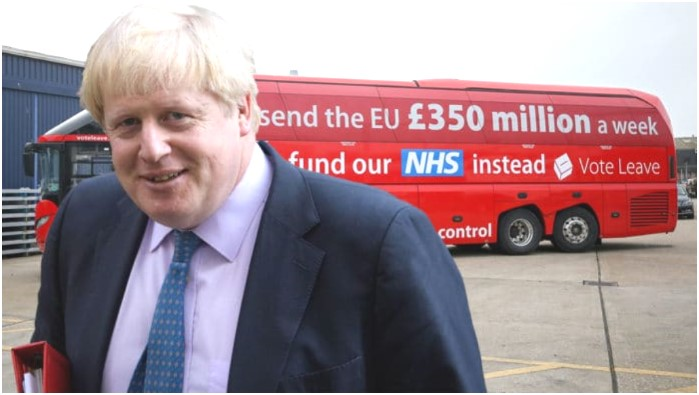 send the EU £350 million a week
fund our NHS instead Vote Leave
control
voteleave